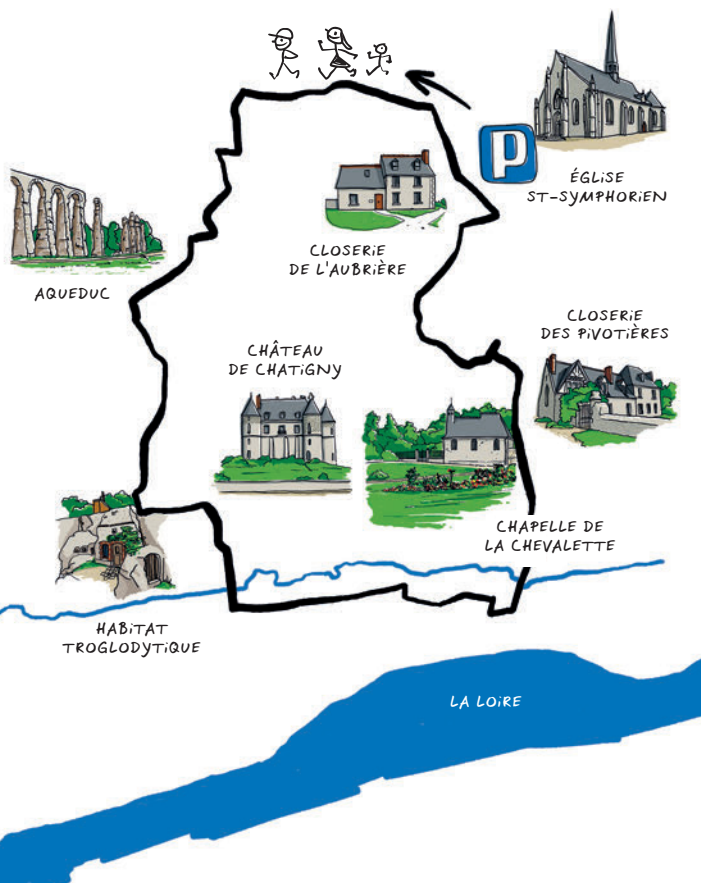 P
ÉGLiSE
ST-SYMPHORiEN
CLOSERiE
DE L'AUBRiÈRE
AQUEDUC
CLOSERiE
DES PiVOTiÈRES
CHÂTEAU
DE CHATiGNY
CHAPELLE DE
LA CHEVALETTE
HABiTAT
TROGLODYTiQUE
LA LOiRE